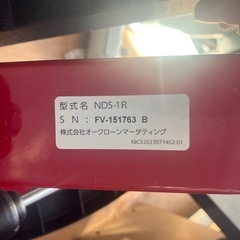 型式名 NDS-1R
S N : FV-151763 B
株式会社オークローンマーケティング
FNCS2023071452-01